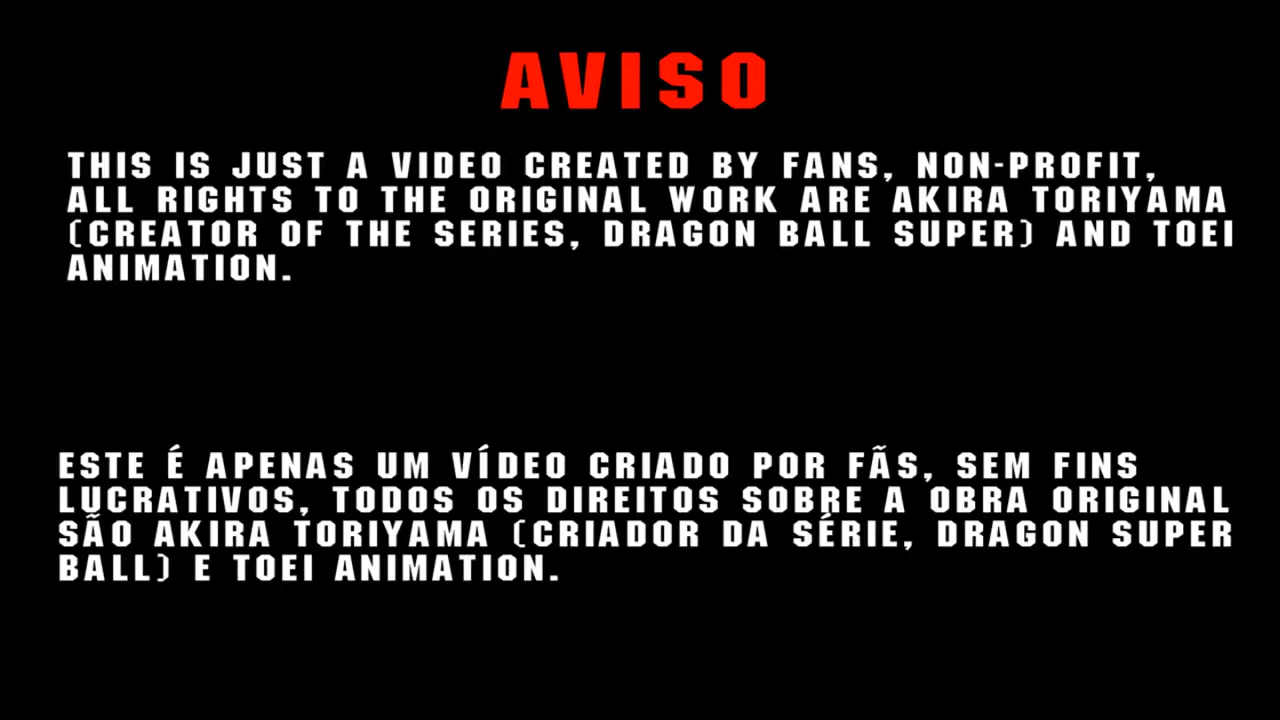 AVISO
THIS IS JUST A VIDEO CREATED BY FANS, NON-PROFIT,
ALL RIGHTS TO THE ORIGINAL WORK ARE AKIRA TORIYAMA
(CREATOR OF THE SERIES, DRAGON BALL SUPER) AND TOEI
ANIMATION.
ESTE É APENAS UM VÍDEO CRIADO POR FÃS, SEM FINS
LUCRATIVOS, TODOS OS DIREITOS SOBRE A OBRA ORIGINAL
SÃO AKIRA TORIYAMA (CRIADOR DA SÉRIE, DRAGON SUPER
BALL) E TOEI ANIMATION.